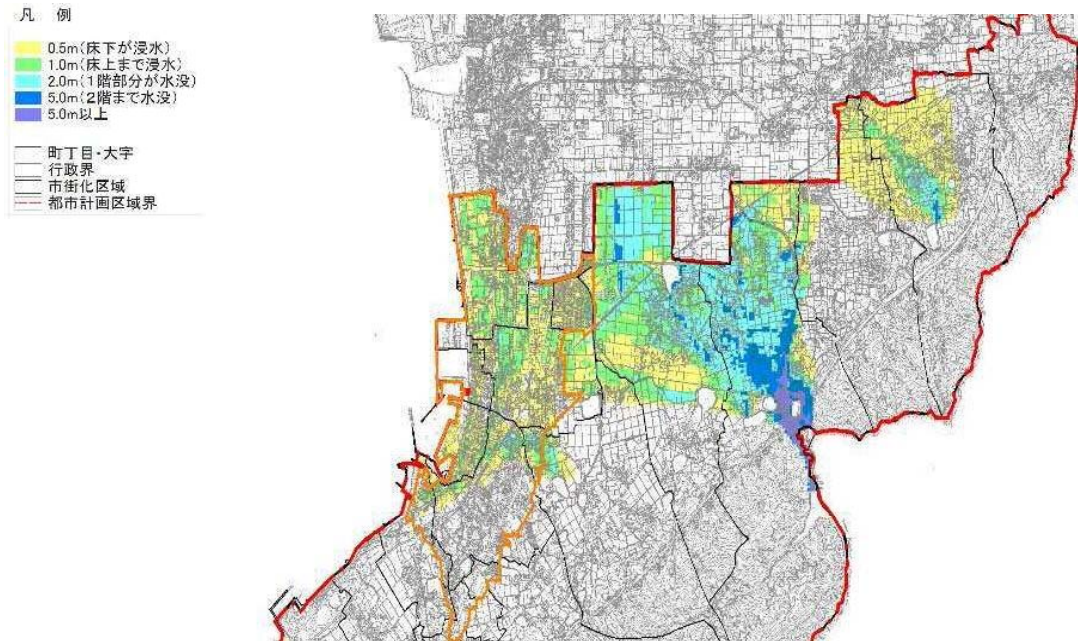 凡 例
0.5m(床下が浸水)
1.0m(床上まで浸水)
2.0m(1階部分が水没)
5.0m(2階まで水没)
5.0m以上
町丁目・大字
行政界
市街化区域
都市計画区域界